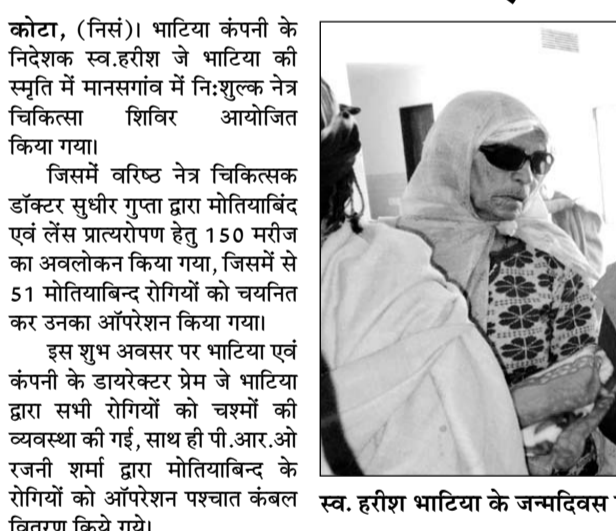 कोटा, (निसं)। भाटिया कंपनी के
निदेशक स्व.हरीश जे भाटिया की
स्मृति में मानसगांव में नि:शुल्क नेत्र
चिकित्सा शिविर आयोजित
किया गया।
जिसमें वरिष्ठ नेत्र चिकित्सक
डॉक्टर सुधीर गुप्ता द्वारा मोतियाबिंद
एवं लेंस प्रात्यरोपण हेतु 150 मरीज
का अवलोकन किया गया, जिसमें से
51 मोतियाबिन्द रोगियों को चयनित
कर उनका ऑपरेशन किया गया।
इस शुभ अवसर पर भाटिया एवं
कंपनी के डायरेक्टर प्रेम जे भाटिया
द्वारा सभी रोगियों को चश्मों की
व्यवस्था की गई, साथ ही पी.आर.ओ
रजनी शर्मा द्वारा मोतियाबिन्द के
रोगियों को ऑपरेशन पश्चात कंबल
वितरण किये गये।
स्व. हरीश भाटिया के जन्मदिवस